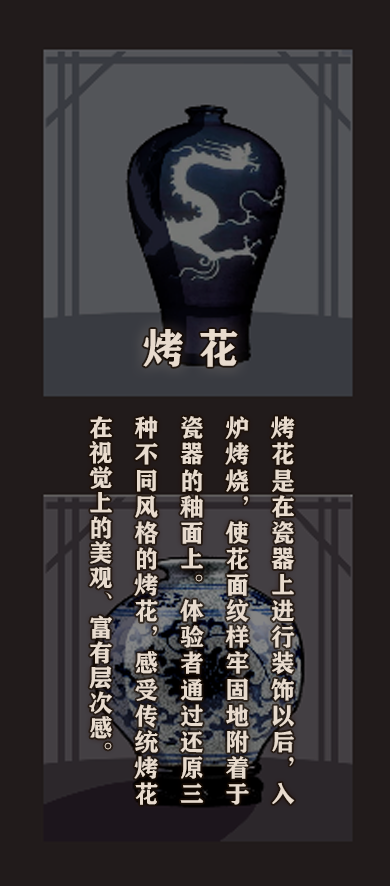 烤花
烤花是在瓷器上进行装饰以后，入
炉烤烧，使花面纹样牢固地附着于
瓷器的釉面上。体验者通过还原三
种不同风格的烤花，感受传统烤花
在视觉上的美观、富有层次感。